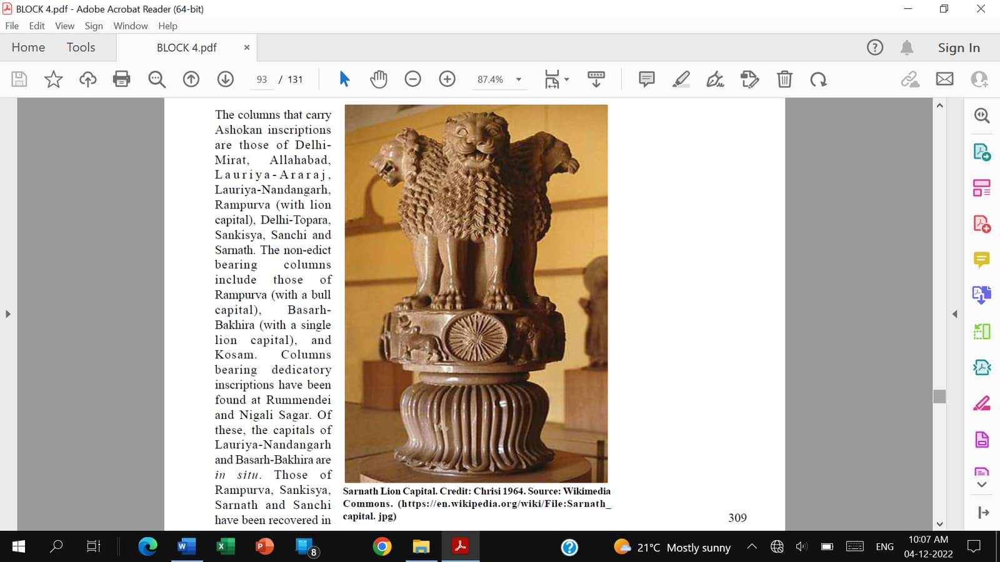 BLOCK 4.pdf - Adobe Acrobat Reader (64-bit)
File Edit View Sign Window Help
Home Tools BLOCK 4.pdf × Sign In
93 / 131 87.4%
The columns that carry
Ashokan inscriptions
are those of Delhi-
Mirat, Allahabad,
Lauriya-Araraj,
Lauriya-Nandangarh,
Rampurva (with lion
capital), Delhi-Topara,
Sankisya, Sanchi and
Sarnath. The non-edict
bearing columns
include those of
Rampurva (with a bull
capital), Basarh-
Bakhira (with a single
lion capital), and
Kosam. Columns
bearing dedicatory
inscriptions have been
found at Rummendei
and Nigali Sagar. Of
these, the capitals of
Lauriya-Nandangarh
and Basarh-Bakhira are
in situ. Those of
Rampurva, Sankisya,
Sarnath and Sanchi
have been recovered in
Sarnath Lion Capital. Credit: Chrisi 1964. Source: Wikimedia
Commons. (https://en.wikipedia.org/wiki/File:Sarnath_
capital. jpg)
309
8
21°C Mostly sunny
ENG
10:07 AM
04-12-2022